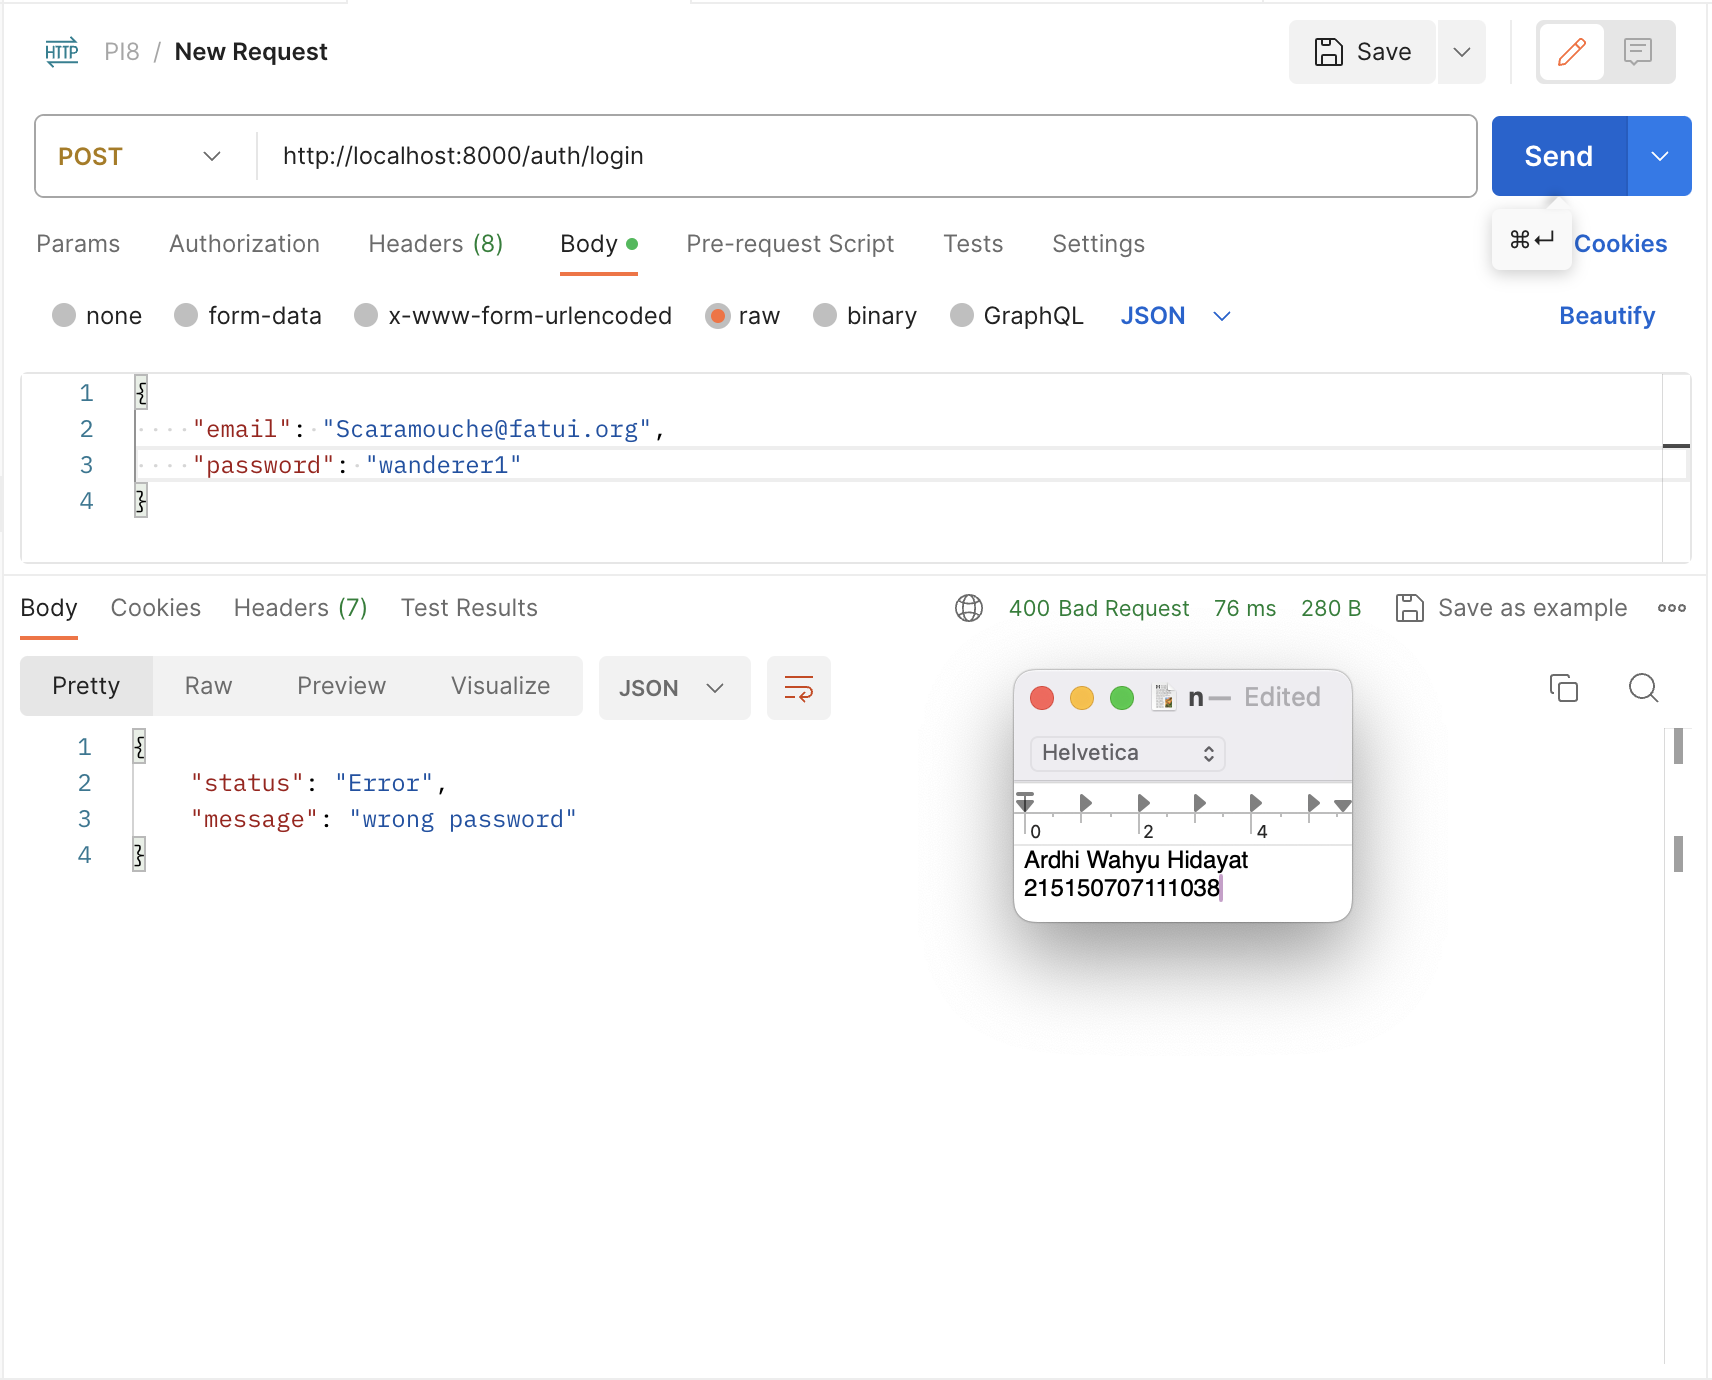 HTTP PI8 / New Request
Save
POST http://localhost:8000/auth/login
Send
⌘↵
Params Authorization Headers (8) Body Pre-request Script Tests Settings Cookies
none form-data x-www-form-urlencoded raw binary GraphQL JSON Beautify
1 {
2 ····"email":·"Scaramouche@fatui.org",
3 ····"password":·"wanderer1"
4 }
Body Cookies Headers (7) Test Results 400 Bad Request 76 ms 280 B Save as example
Pretty Raw Preview Visualize JSON
1 {
2 "status": "Error",
3 "message": "wrong password"
4 }
n — Edited
Helvetica
0 2 4
Ardhi Wahyu Hidayat
215150707111038